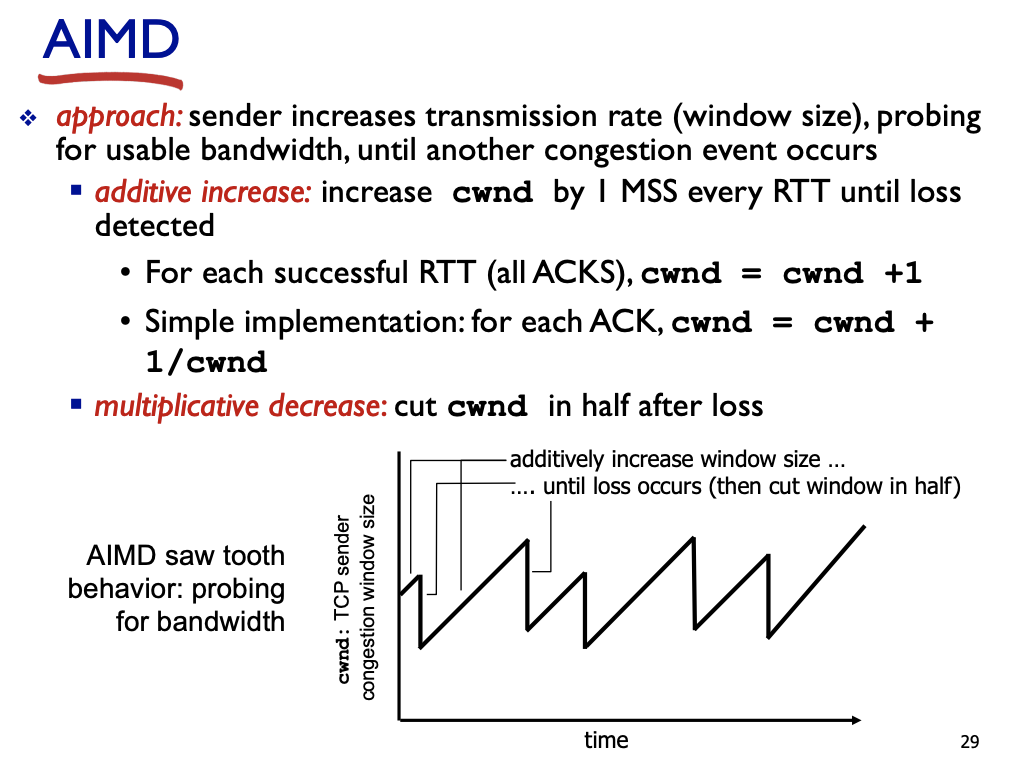 AIMD
❖ approach: sender increases transmission rate (window size), probing
for usable bandwidth, until another congestion event occurs
▪ additive increase: increase cwnd by 1 MSS every RTT until loss
detected
• For each successful RTT (all ACKS), cwnd = cwnd +1
• Simple implementation: for each ACK, cwnd = cwnd +
1/cwnd
▪ multiplicative decrease: cut cwnd in half after loss
additively increase window size …
…. until loss occurs (then cut window in half)
AIMD saw tooth
behavior: probing
for bandwidth
cwnd: TCP sender
congestion window size
time
29